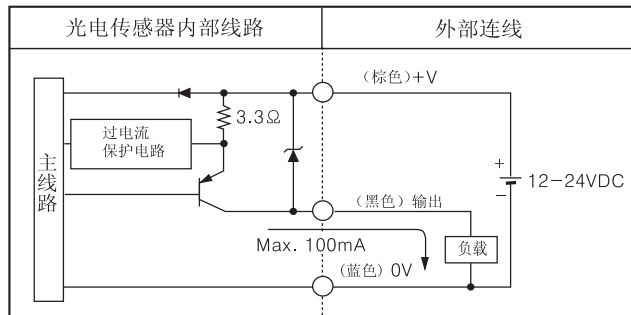 光电传感器内部线路
外部连线
(棕色)+V
3.3Ω
过电流
保护电路
主线路
+
12-24VDC
-
(黑色) 输出
Max. 100mA
负载
(蓝色) 0V